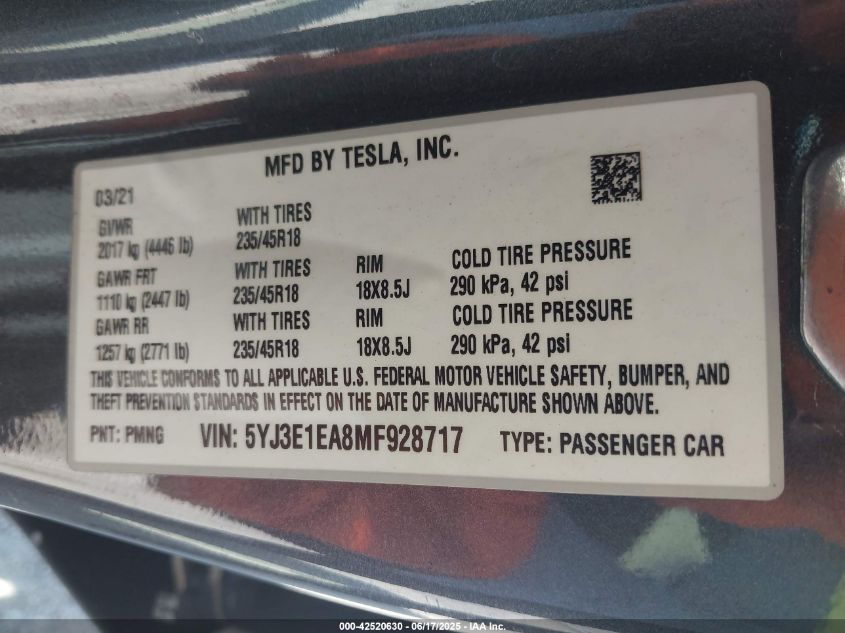 MFD BY TESLA, INC.
03/21
GVWR WITH TIRES
2017 kg (4446 lb) 235/45R18
GAWR FRT WITH TIRES RIM COLD TIRE PRESSURE
1110 kg (2447 lb) 235/45R18 18X8.5J 290 kPa, 42 psi
GAWR RR WITH TIRES RIM COLD TIRE PRESSURE
1257 kg (2771 lb) 235/45R18 18X8.5J 290 kPa, 42 psi
THIS VEHICLE CONFORMS TO ALL APPLICABLE U.S. FEDERAL MOTOR VEHICLE SAFETY, BUMPER, AND
THEFT PREVENTION STANDARDS IN EFFECT ON THE DATE OF MANUFACTURE SHOWN ABOVE.
PNT: PMNG VIN: 5YJ3E1EA8MF928717 TYPE: PASSENGER CAR
000-42520630 - 06/17/2025 - IAA Inc.